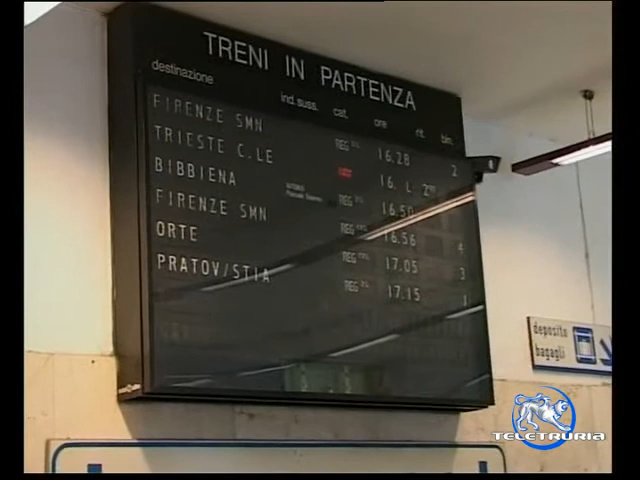 TRENI IN PARTENZA
destinazione ind.suss. cat. ore rit. bin.
FIRENZE SMN REG 16.28 2
TRIESTE C.LE
BIBBIENA REG 16.50
FIRENZE SMN REG 16.56 4
ORTE REG 17.05 3
PRATOV/STIA REG 17.15 1
deposito
bagagli
TELETRURIA